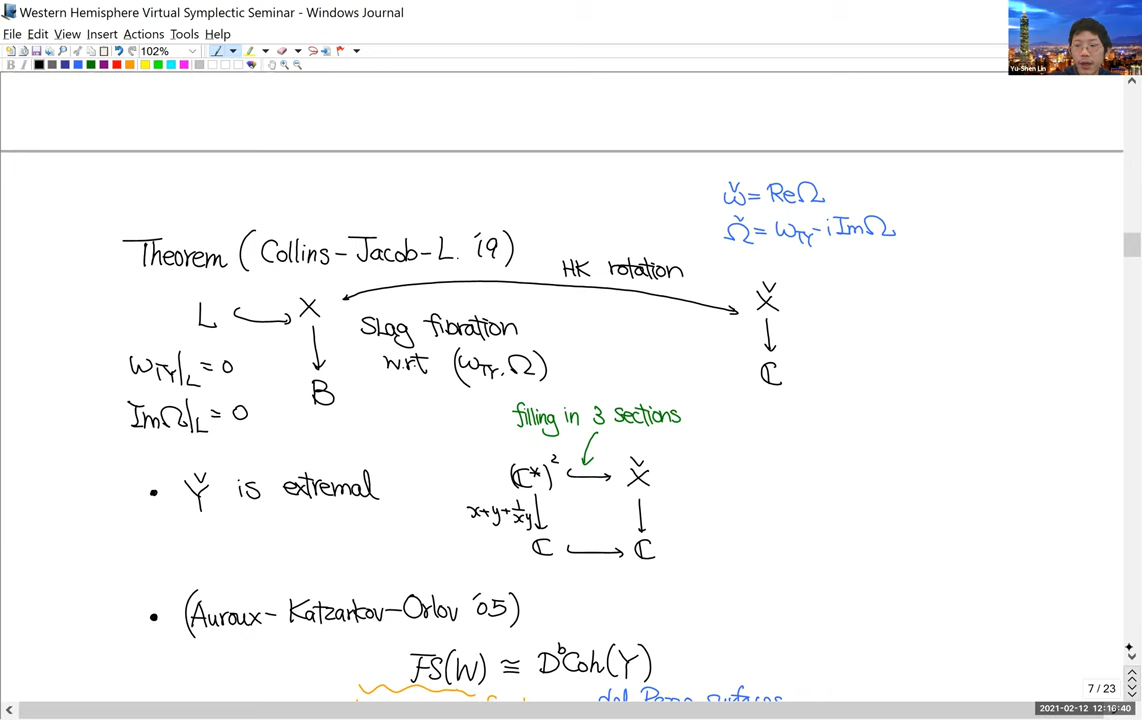 Western Hemisphere Virtual Symplectic Seminar - Windows Journal
File Edit View Insert Actions Tools Help
102%
B I
Yu-Shen Lin
ω̌ = ReΩ
Ω̌ = ω_TY - i ImΩ
Theorem (Collins-Jacob-L. '19)
HK rotation
L ↪ X
X̌
SLag fibration
w.r.t (ω_TY, Ω)
ω_TY|_L = 0
B
ℂ
ImΩ|_L = 0
filling in 3 sections
• Y̌ is extremal
(ℂ*)² ↪ X̌
x+y+1/xy
ℂ ↪ ℂ
• (Auroux-Katzarkov-Orlov '05)
FS(W) ≅ D^bCoh(Y)
del Pezzo surfaces
7 / 23
2021-02-12 12:16:40